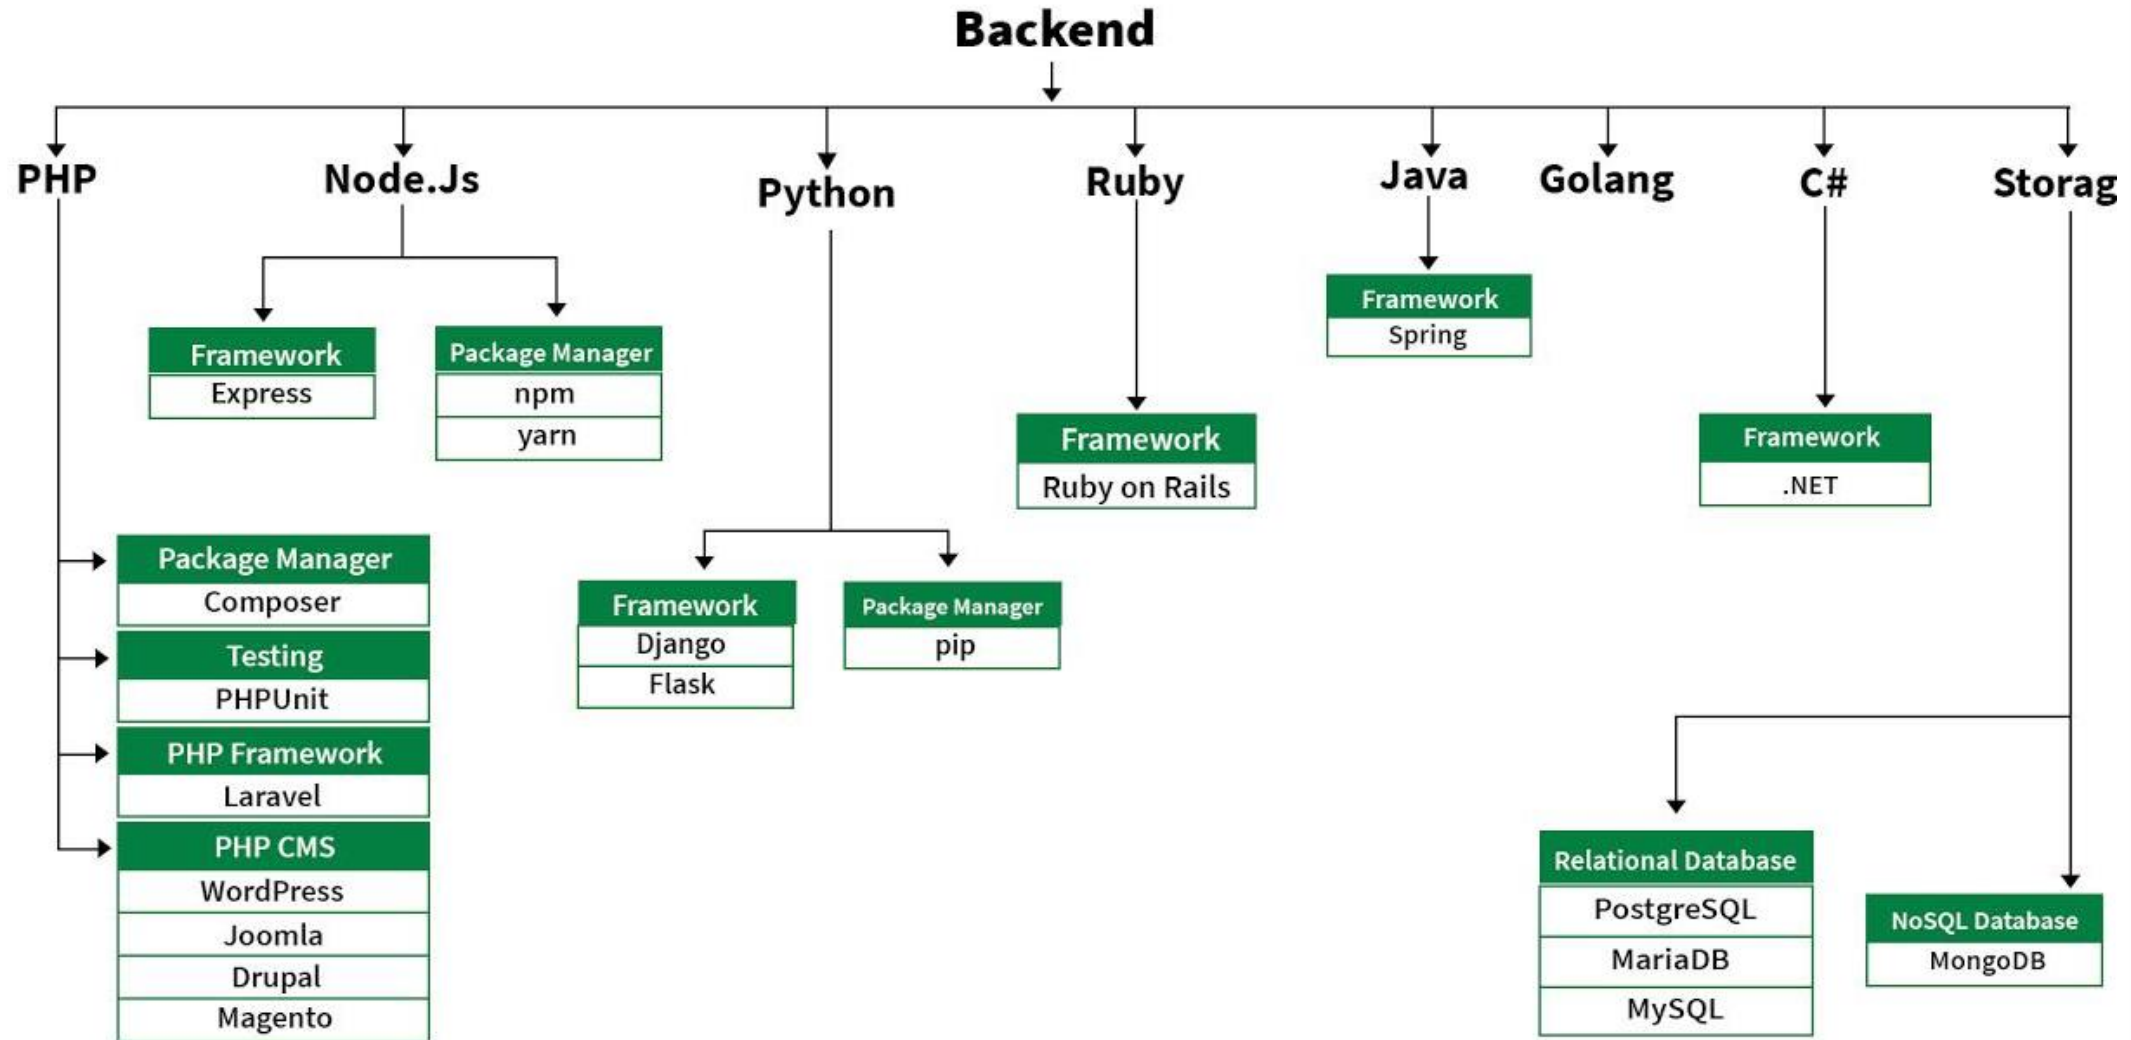 Backend
PHP
Node.Js
Python
Ruby
Java
Golang
C#
Storag
Framework
Express
Package Manager
npm
yarn
Framework
Django
Flask
Package Manager
pip
Framework
Ruby on Rails
Framework
Spring
Framework
.NET
Package Manager
Composer
Testing
PHPUnit
PHP Framework
Laravel
PHP CMS
WordPress
Joomla
Drupal
Magento
Relational Database
PostgreSQL
MariaDB
MySQL
NoSQL Database
MongoDB